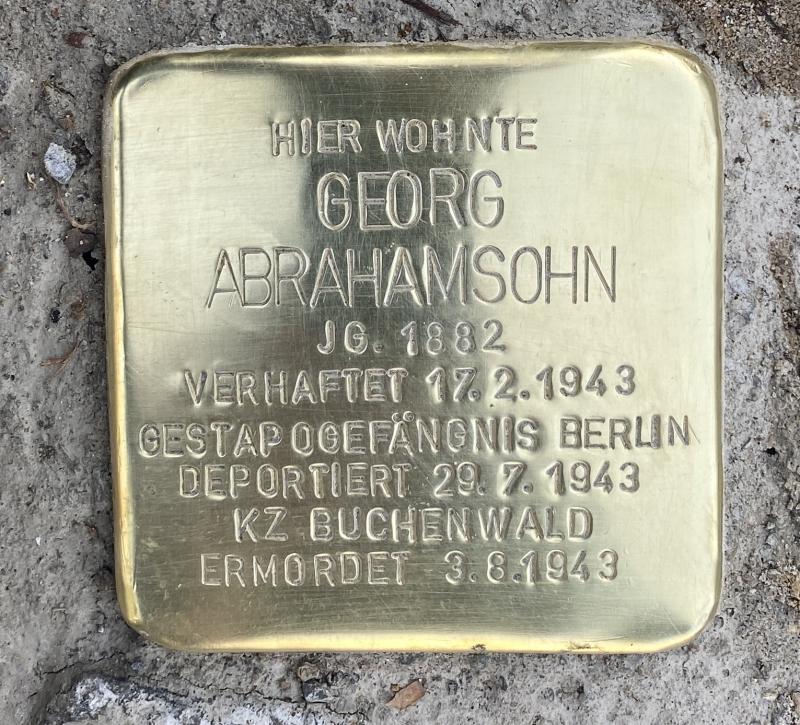 HIER WOHNTE
GEORG
ABRAHAMSOHN
JG. 1882
VERHAFTET 17. 2. 1943
GESTAPOGEFÄNGNIS BERLIN
DEPORTIERT 29. 7. 1943
KZ BUCHENWALD
ERMORDET 3. 8. 1943